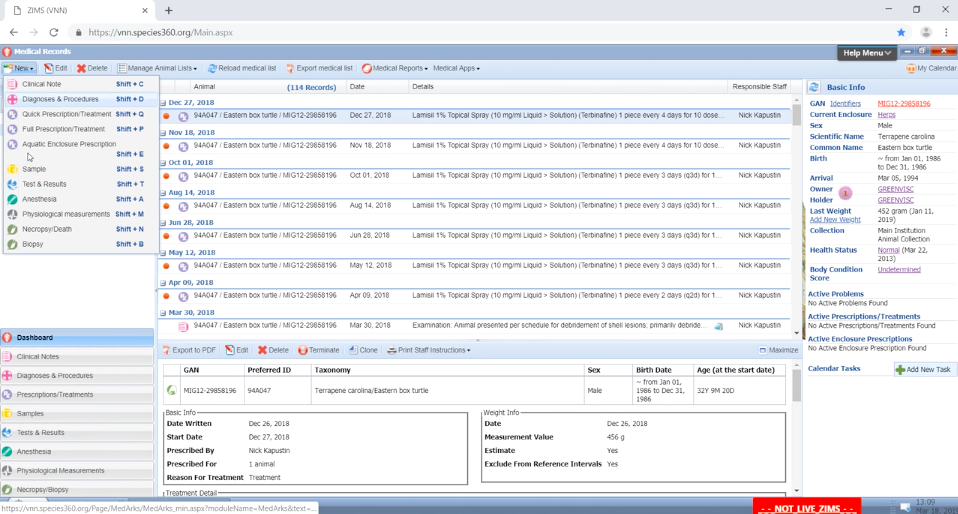 ZIMS (VNN)
https://vnn.species360.org/Main.aspx
Medical Records
Help Menu
New
Edit
Delete
Manage Animal Lists
Reload medical list
Export medical list
Medical Reports
Medical Apps
My Calendar
Clinical Note Shift + C
Diagnoses & Procedures Shift + D
Quick Prescription/Treatment Shift + Q
Full Prescription/Treatment Shift + P
Aquatic Enclosure Prescription
Shift + E
Sample Shift + S
Test & Results Shift + T
Anesthesia Shift + A
Physiological measurements Shift + M
Necropsy/Death Shift + N
Biopsy Shift + B
Dashboard
Clinical Notes
Diagnoses & Procedures
Prescriptions/Treatments
Samples
Tests & Results
Anesthesia
Physiological Measurements
Necropsy/Biopsy
Animal (114 Records) Date Details Responsible Staff
Dec 27, 2018
94A047 / Eastern box turtle / MIG12-29858196 Dec 27, 2018 Lamisil 1% Topical Spray (10 mg/ml Liquid > Solution) (Terbinafine) 1 piece every 4 days for 10 dose... Nick Kapustin
Nov 18, 2018
94A047 / Eastern box turtle / MIG12-29858196 Nov 18, 2018 Lamisil 1% Topical Spray (10 mg/ml Liquid > Solution) (Terbinafine) 1 piece every 4 days for 10 dose... Nick Kapustin
Oct 01, 2018
94A047 / Eastern box turtle / MIG12-29858196 Oct 01, 2018 Lamisil 1% Topical Spray (10 mg/ml Liquid > Solution) (Terbinafine) 1 piece every 3 days (q3d) for 1... Nick Kapustin
Aug 14, 2018
94A047 / Eastern box turtle / MIG12-29858196 Aug 14, 2018 Lamisil 1% Topical Spray (10 mg/ml Liquid > Solution) (Terbinafine) 1 piece every 3 days (q3d) for 1... Nick Kapustin
Jun 28, 2018
94A047 / Eastern box turtle / MIG12-29858196 Jun 28, 2018 Lamisil 1% Topical Spray (10 mg/ml Liquid > Solution) (Terbinafine) 1 piece every 3 days (q3d) for 1... Nick Kapustin
May 12, 2018
94A047 / Eastern box turtle / MIG12-29858196 May 12, 2018 Lamisil 1% Topical Spray (10 mg/ml Liquid > Solution) (Terbinafine) 1 piece every 3 days (q3d) for 1... Nick Kapustin
Apr 09, 2018
94A047 / Eastern box turtle / MIG12-29858196 Apr 09, 2018 Lamisil 1% Topical Spray (10 mg/ml Liquid > Solution) (Terbinafine) 1 piece every 2 days (q2d) for 1... Nick Kapustin
Mar 30, 2018
94A047 / Eastern box turtle / MIG12-29858196 Mar 30, 2018 Examination: Animal presented per schedule for debridement of shell lesions, primarily debride... Nick Kapustin
Export to PDF Edit Delete Terminate Clone Print Staff Instructions Maximize
GAN Preferred ID Taxonomy Sex Birth Date Age (at the start date)
MIG12-29858196 94A047 Terrapene carolina/Eastern box turtle Male ~ from Jan 01, 1986 to Dec 31, 1986 32Y 9M 20D
Basic Info
Date Written Dec 26, 2018
Start Date Dec 27, 2018
Prescribed By Nick Kapustin
Prescribed For 1 animal
Reason For Treatment Treatment
Weight Info
Date Dec 26, 2018
Measurement Value 456 g
Estimate Yes
Exclude From Reference Intervals Yes
Treatment Detail
Basic Info
GAN Identifiers MIG12-29858196
Current Enclosure Herps
Sex Male
Scientific Name Terrapene carolina
Common Name Eastern box turtle
Birth ~ from Jan 01, 1986
to Dec 31, 1986
Arrival Mar 05, 1994
Owner 1 GREENVISC
Holder GREENVISC
Last Weight 452 gram (Jan 11,
Add New Weight 2019)
Collection Main Institution
Animal Collection
Health Status Normal (Mar 22,
2013)
Body Condition Undetermined
Score
Active Problems
No Active Problems Found
Active Prescriptions/Treatments
No Active Prescriptions/Treatments Found
Active Enclosure Prescriptions
No Active Enclosure Prescription Found
Calendar Tasks Add New Task
https://vnn.species360.org/Page/MedArks/MedArks_min.aspx?moduleName=MedArks&text=...
- - NOT_LIVE_ZIMS - -
13:09